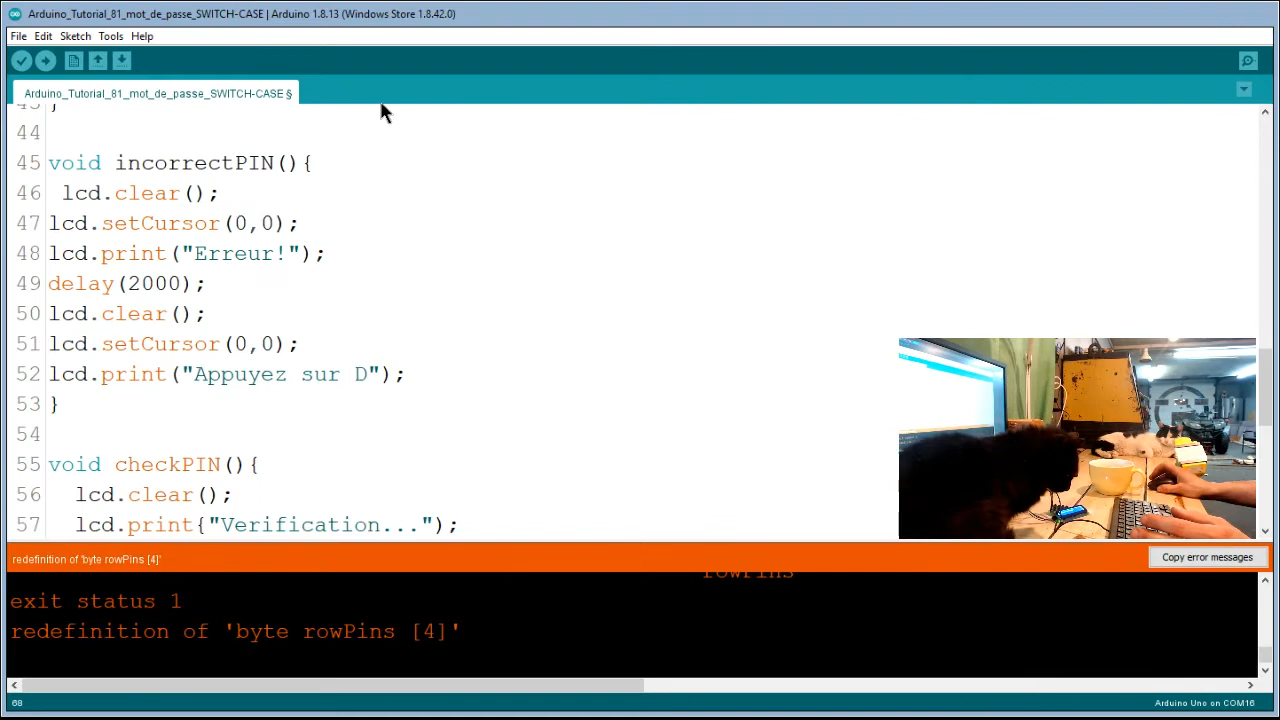 Arduino_Tutorial_81_mot_de_passe_SWITCH-CASE | Arduino 1.8.13 (Windows Store 1.8.42.0)
File Edit Sketch Tools Help
Arduino_Tutorial_81_mot_de_passe_SWITCH-CASE §
43 }
44
45 void incorrectPIN(){
46 lcd.clear();
47 lcd.setCursor(0,0);
48 lcd.print("Erreur!");
49 delay(2000);
50 lcd.clear();
51 lcd.setCursor(0,0);
52 lcd.print("Appuyez sur D");
53 }
54
55 void checkPIN(){
56 lcd.clear();
57 lcd.print{"Verification...");
redefinition of 'byte rowPins [4]'
Copy error messages
rowPins
exit status 1
redefinition of 'byte rowPins [4]'
68
Arduino Uno on COM16